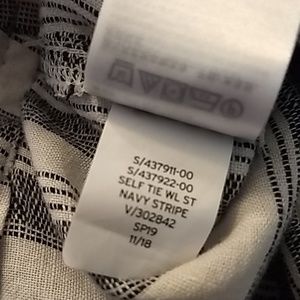 S/437911-00
S/437922-00
SELF TIE WL ST
NAVY STRIPE
V/302842
SP19
11/18